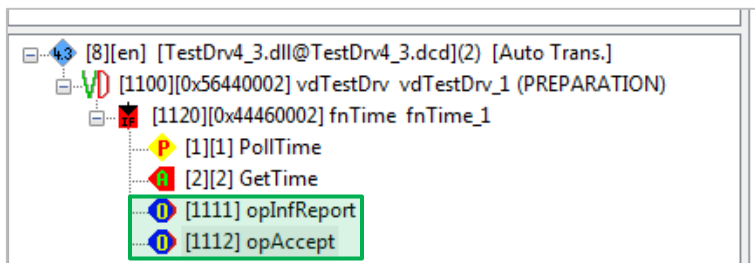 4.3 [8][en] [TestDrv4_3.dll@TestDrv4_3.dcd](2) [Auto Trans.]
VD [1100][0x56440002] vdTestDrv vdTestDrv_1 (PREPARATION)
IF [1120][0x44460002] fnTime fnTime_1
P [1][1] PollTime
A [2][2] GetTime
O [1111] opInfReport
O [1112] opAccept